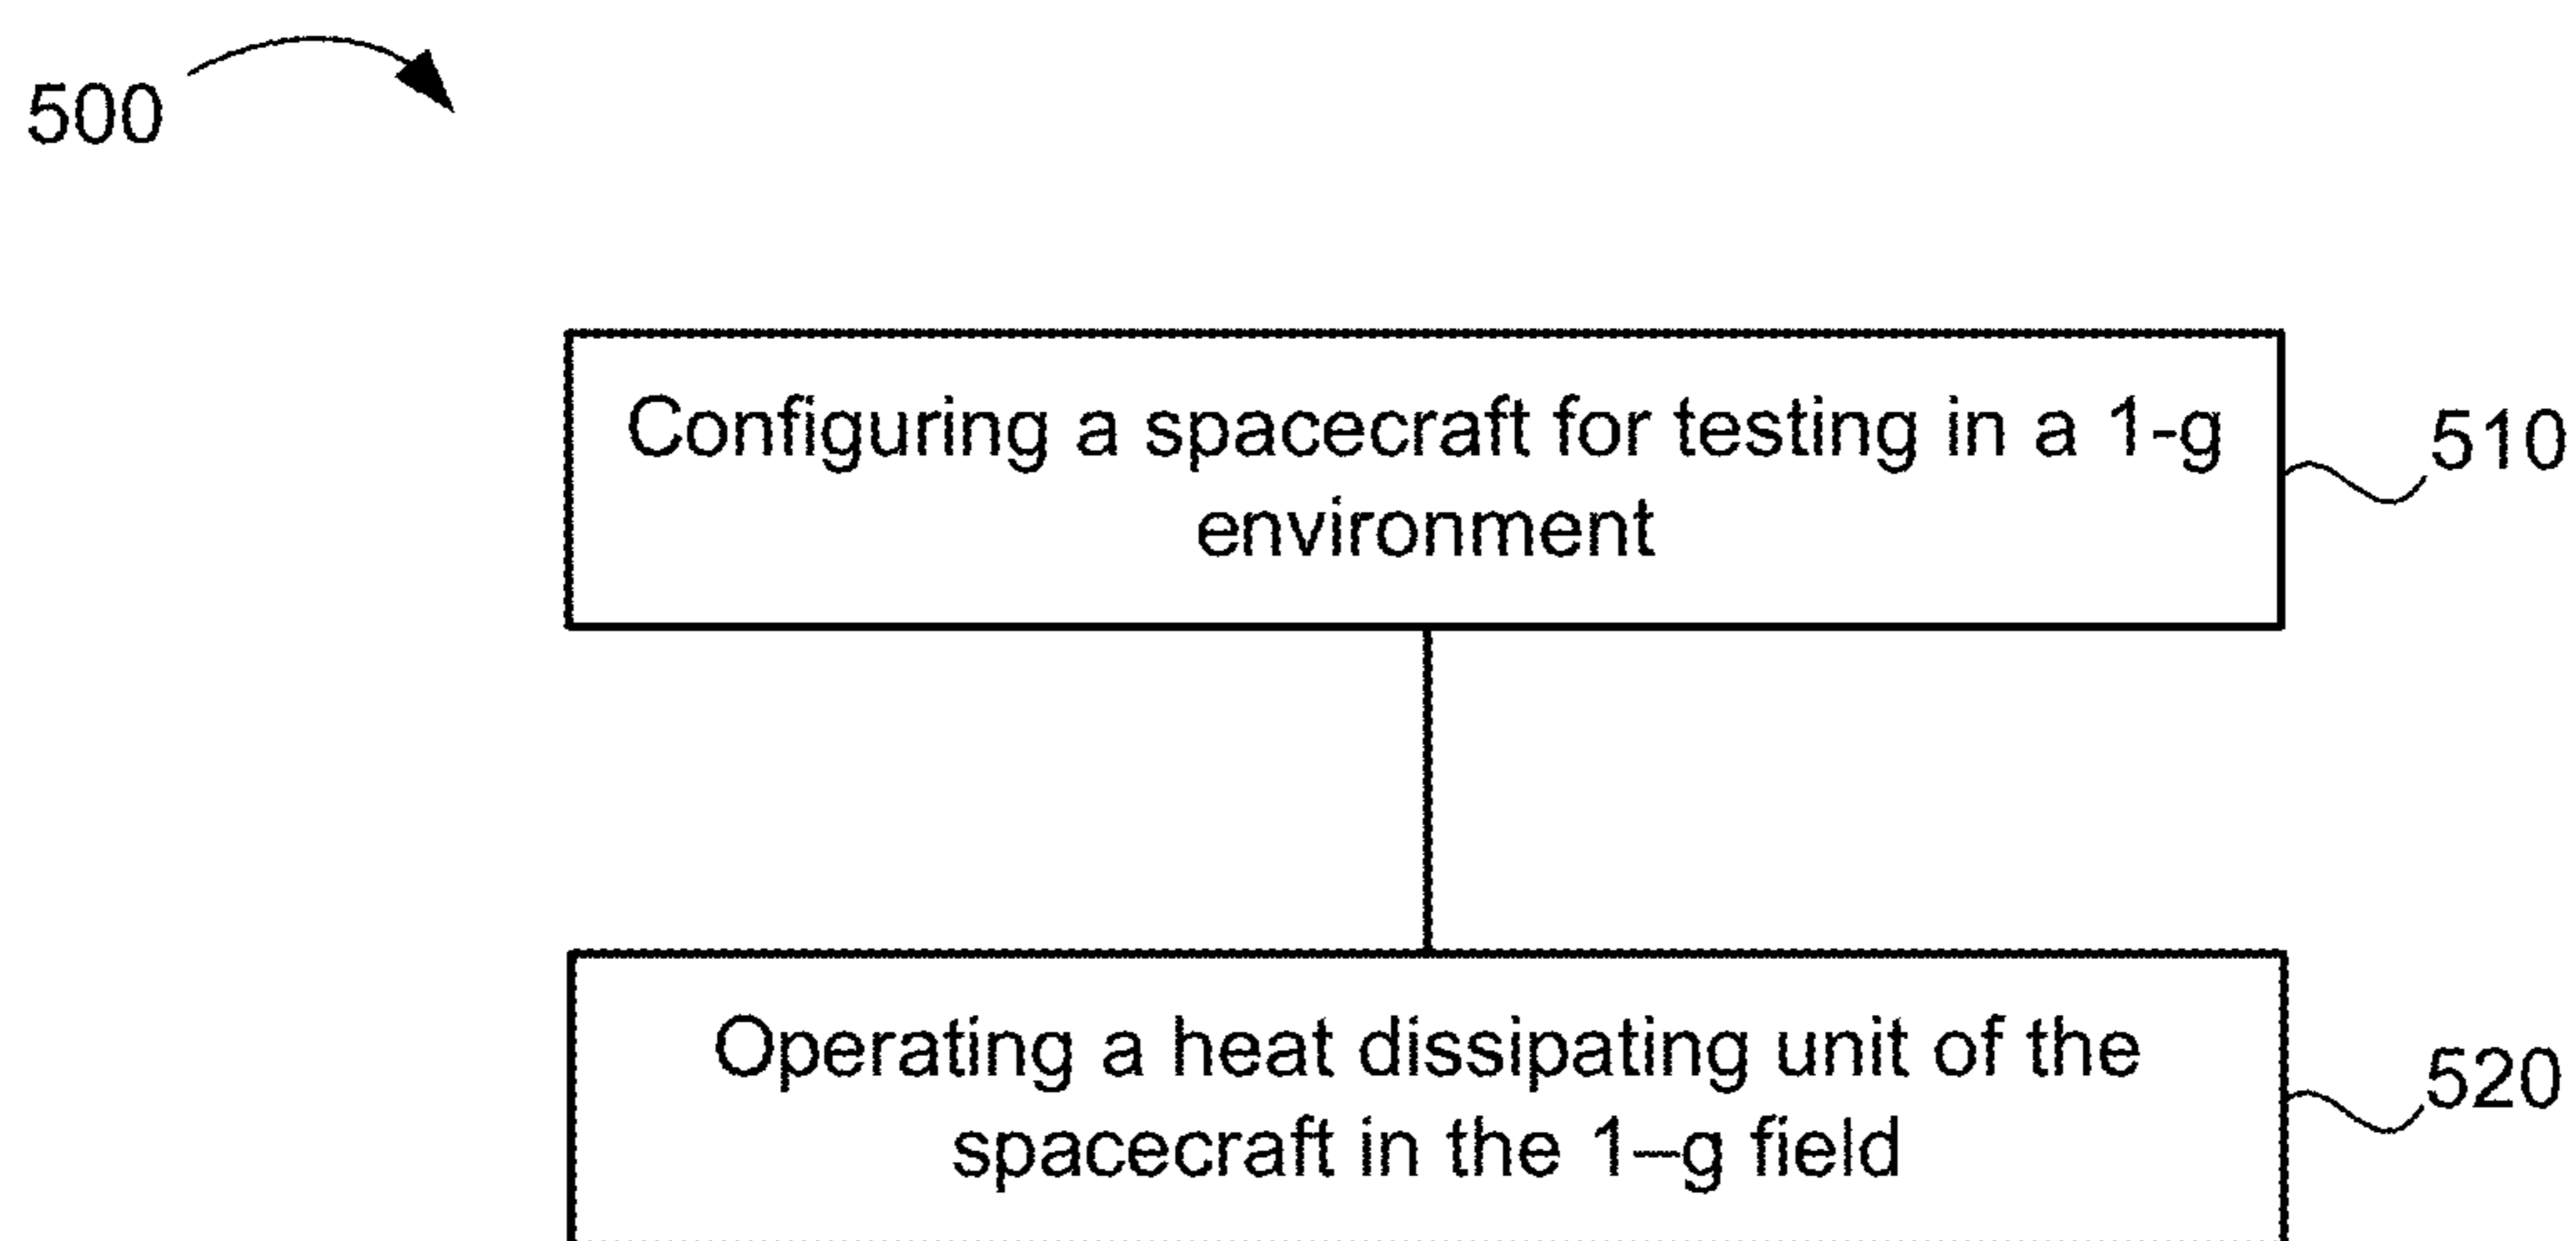 500
Configuring a spacecraft for testing in a 1-g
environment
510
Operating a heat dissipating unit of the
spacecraft in the 1–g field
520